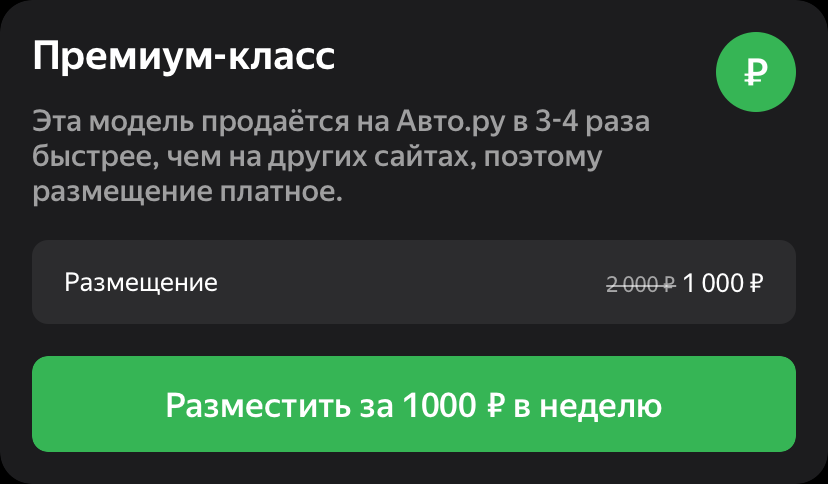 Премиум-класс
₽
Эта модель продаётся на Авто.ру в 3-4 раза
быстрее, чем на других сайтах, поэтому
размещение платное.
Размещение 2 000 ₽ 1 000 ₽
Разместить за 1000 ₽ в неделю